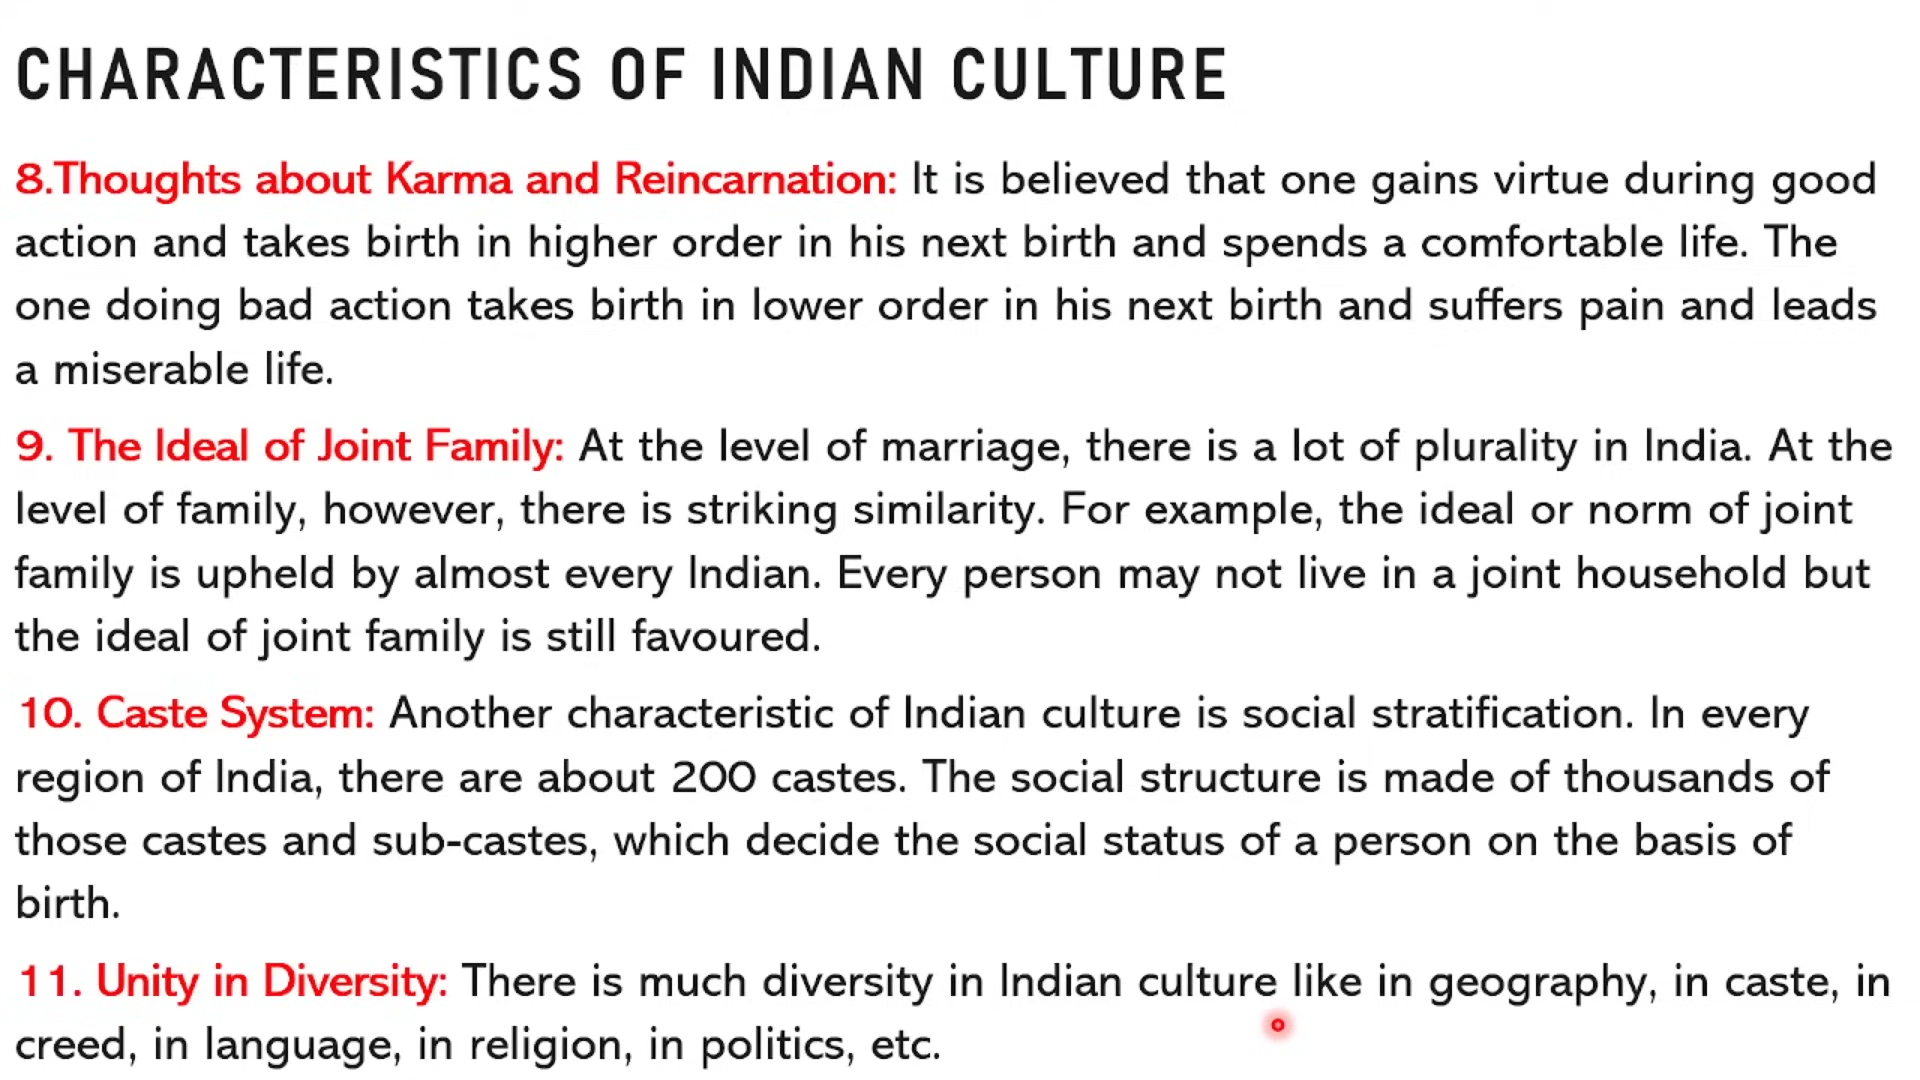 CHARACTERISTICS OF INDIAN CULTURE
8.Thoughts about Karma and Reincarnation: It is believed that one gains virtue during good
action and takes birth in higher order in his next birth and spends a comfortable life. The
one doing bad action takes birth in lower order in his next birth and suffers pain and leads
a miserable life.
9. The Ideal of Joint Family: At the level of marriage, there is a lot of plurality in India. At the
level of family, however, there is striking similarity. For example, the ideal or norm of joint
family is upheld by almost every Indian. Every person may not live in a joint household but
the ideal of joint family is still favoured.
10. Caste System: Another characteristic of Indian culture is social stratification. In every
region of India, there are about 200 castes. The social structure is made of thousands of
those castes and sub-castes, which decide the social status of a person on the basis of
birth.
11. Unity in Diversity: There is much diversity in Indian culture like in geography, in caste, in
creed, in language, in religion, in politics, etc.